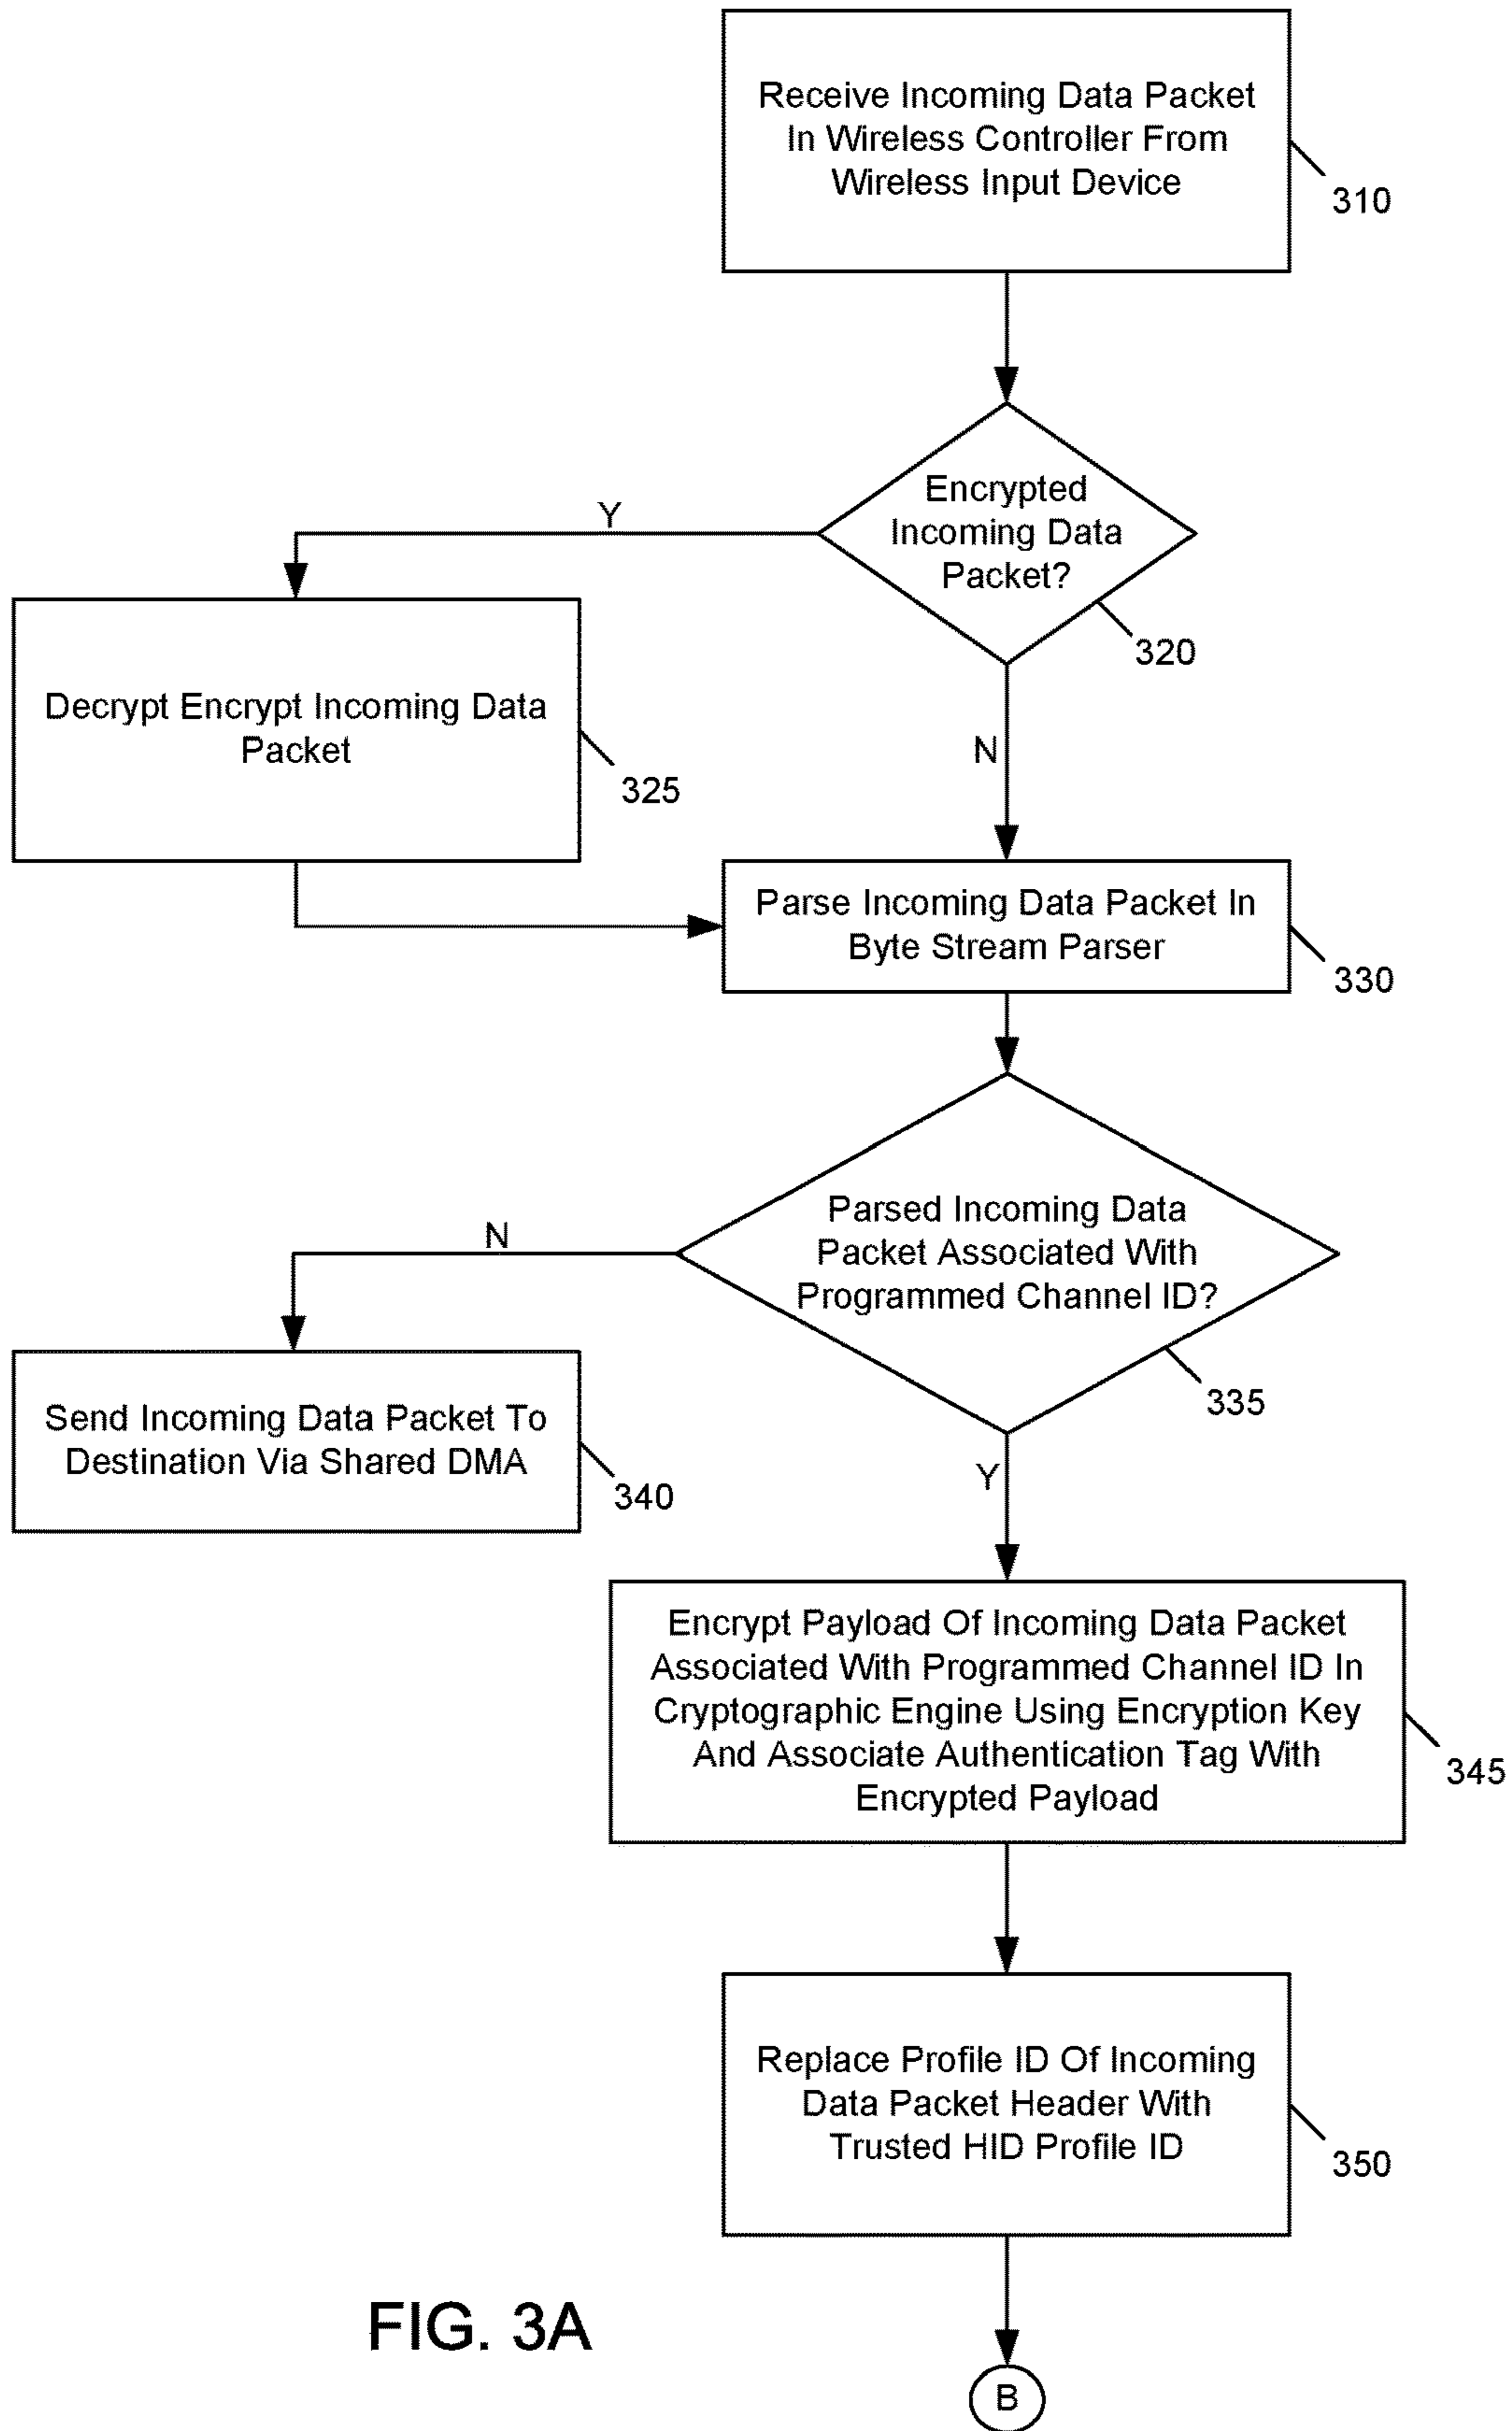 Receive Incoming Data Packet
In Wireless Controller From
Wireless Input Device
310
Encrypted
Incoming Data
Packet?
320
Y
N
Decrypt Encrypt Incoming Data
Packet
325
Parse Incoming Data Packet In
Byte Stream Parser
330
Parsed Incoming Data
Packet Associated With
Programmed Channel ID?
335
N
Y
Send Incoming Data Packet To
Destination Via Shared DMA
340
Encrypt Payload Of Incoming Data Packet
Associated With Programmed Channel ID In
Cryptographic Engine Using Encryption Key
And Associate Authentication Tag With
Encrypted Payload
345
Replace Profile ID Of Incoming
Data Packet Header With
Trusted HID Profile ID
350
FIG. 3A
B